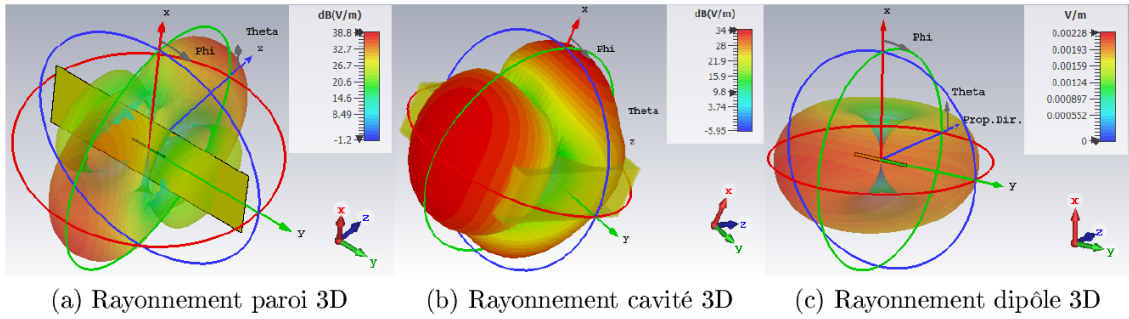 x
Phi
Theta
z
y
dB(V/m)
38.8
32.7
26.7
20.6
14.6
8.49
-1.2
x
z
y
x
Phi
Theta
z
y
dB(V/m)
34
28
21.9
15.8
9.8
3.74
-5.95
x
z
y
x
Phi
Theta
Prop.Dir.
y
V/m
0.00228
0.00193
0.00159
0.00124
0.000897
0.000552
0
x
z
y
(a) Rayonnement paroi 3D
(b) Rayonnement cavité 3D
(c) Rayonnement dipôle 3D